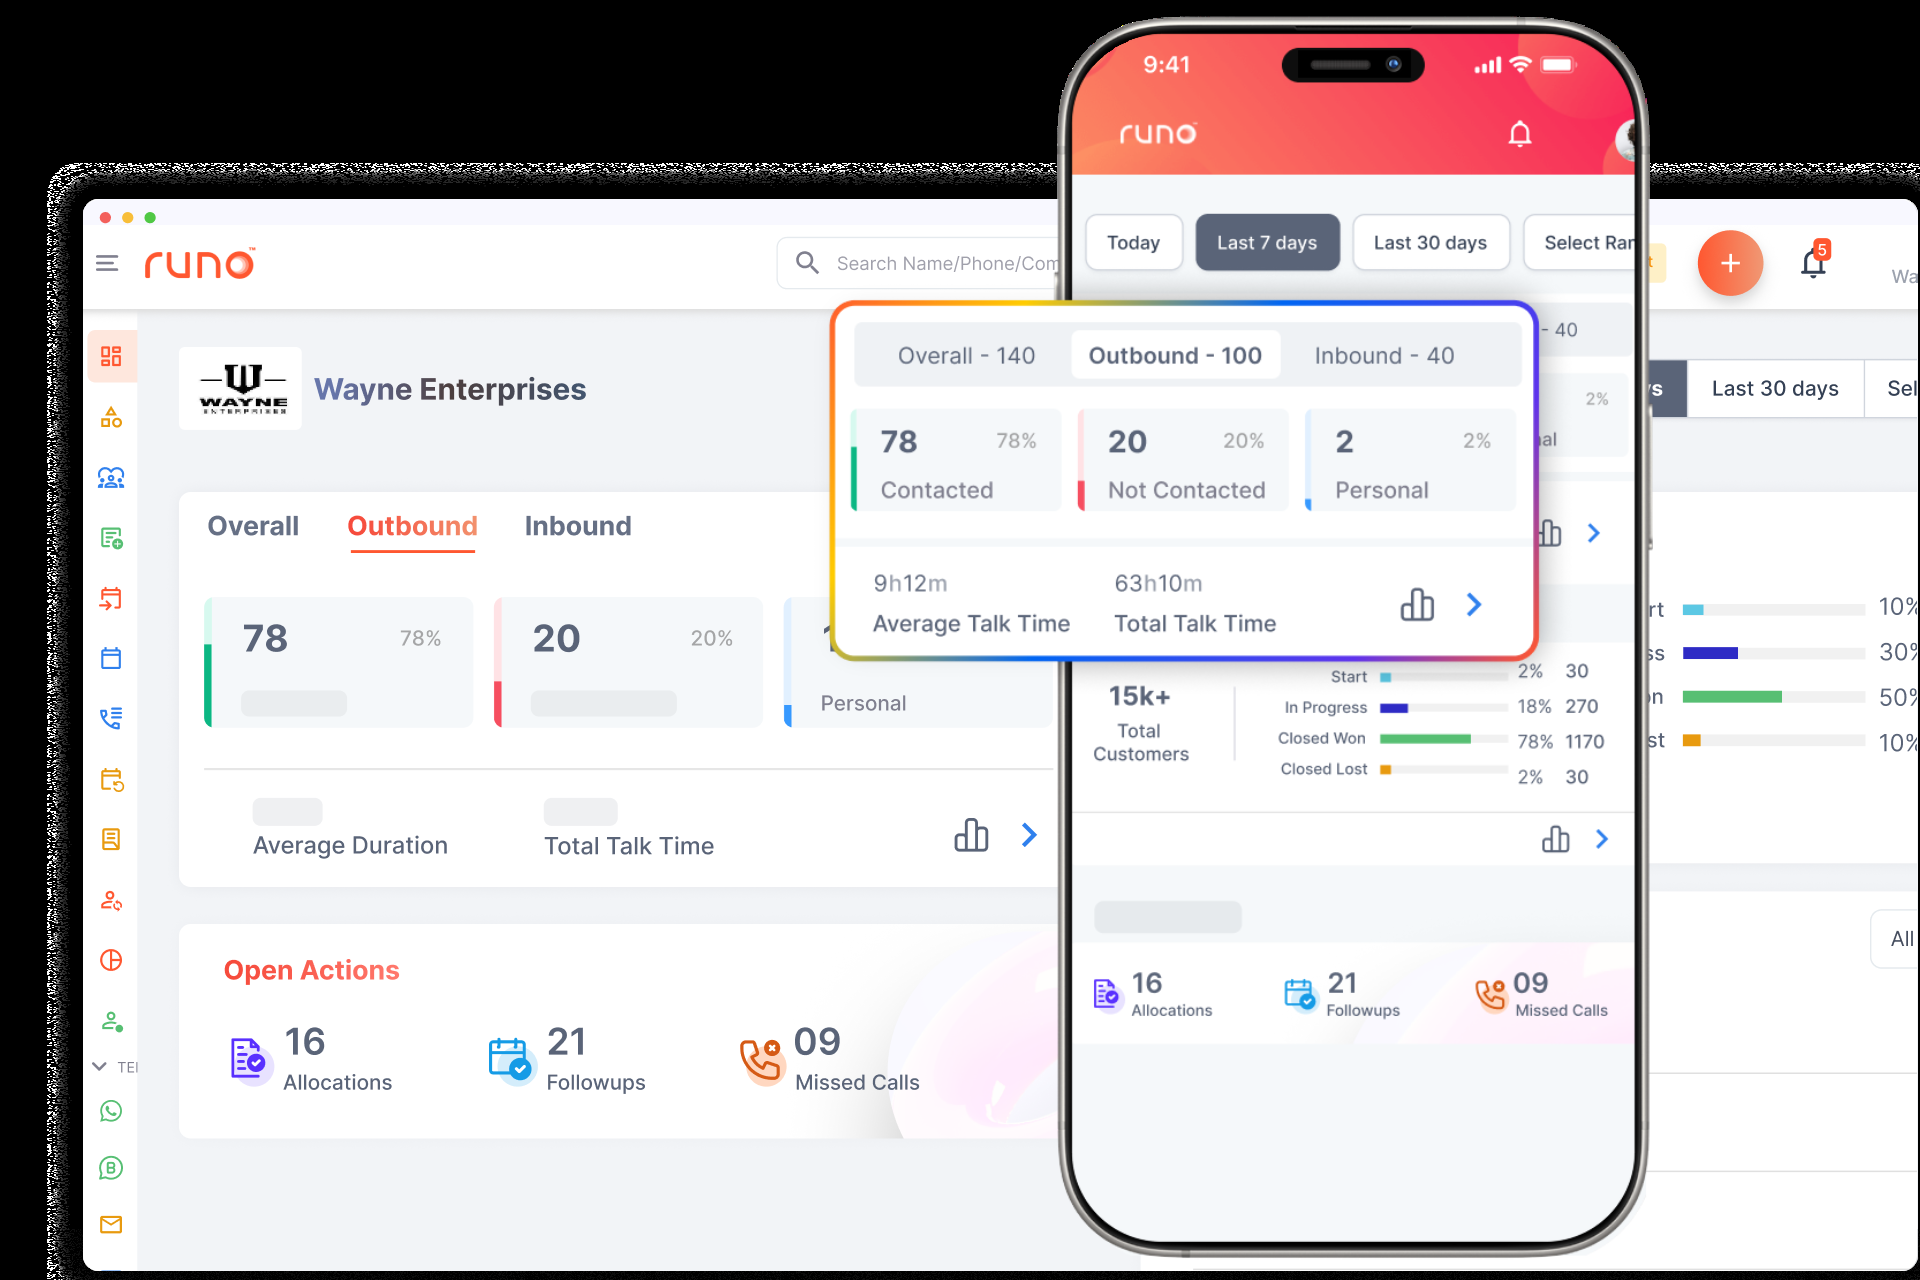 9:41
runo
Today
Last 7 days
Last 30 days
Select Ran
runo™
Search Name/Phone/Com
+
5
Wa
WAYNE
ENTERPRISES
Wayne Enterprises
Last 30 days
Sel
Overall - 140
Outbound - 100
Inbound - 40
- 40
78
78%
Contacted
20
20%
Not Contacted
2
2%
Personal
2%
al
9h12m
Average Talk Time
63h10m
Total Talk Time
Overall
Outbound
Inbound
78
78%
20
20%
Personal
Average Duration
Total Talk Time
rt
10%
ss
30%
on
50%
st
10%
15k+
Total
Customers
Start
2%
30
In Progress
18%
270
Closed Won
78%
1170
Closed Lost
2%
30
All
Open Actions
16
Allocations
21
Followups
09
Missed Calls
16
Allocations
21
Followups
09
Missed Calls
TE